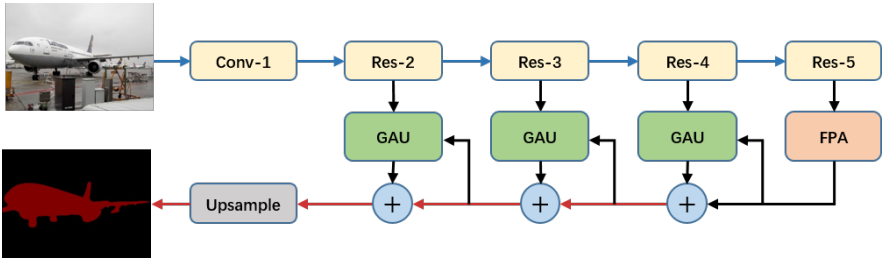 Conv-1
Res-2
Res-3
Res-4
Res-5
GAU
GAU
GAU
FPA
Upsample
+
+
+